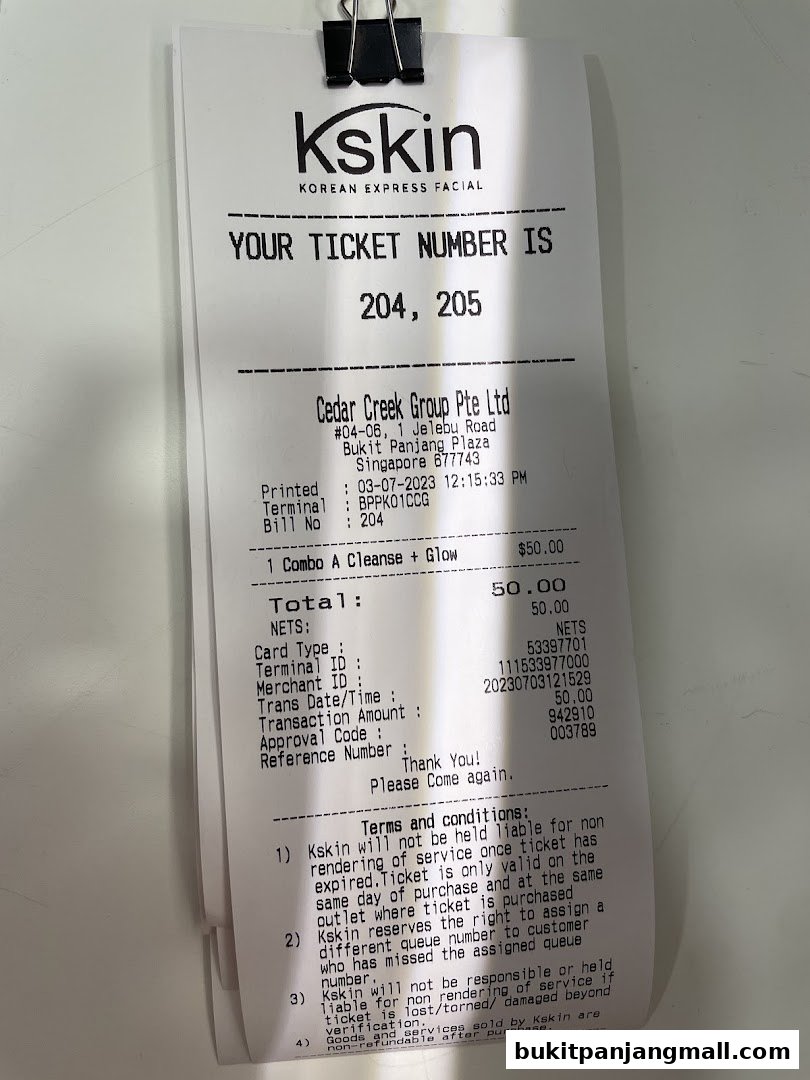 Kskin
KOREAN EXPRESS FACIAL
YOUR TICKET NUMBER IS
204, 205
Cedar Creek Group Pte Ltd
#04-06, 1 Jelebu Road
Bukit Panjang Plaza
Singapore 677743
Printed : 03-07-2023 12:15:33 PM
Terminal : BPPK01CCG
Bill No : 204
1 Combo A Cleanse + Glow $50.00
Total: 50.00
NETS: 50.00
Card Type : NETS
Terminal ID : 53397701
Merchant ID : 111533977000
Trans Date/Time : 20230703121529
Transaction Amount : 50.00
Approval Code : 942910
Reference Number : 003789
Thank You!
Please Come again.
Terms and conditions:
1) Kskin will not be held liable for non
rendering of service once ticket has
expired.Ticket is only valid on the
same day of purchase and at the same
outlet where ticket is purchased
2) Kskin reserves the right to assign a
different queue number to customer
who has missed the assigned queue
number.
3) Kskin will not be responsible or held
liable for non rendering of service if
ticket is lost/torned/ damaged beyond
verification.
4) Goods and services sold by Kskin are
non-refundable after purchase.
bukitpanjangmall.com